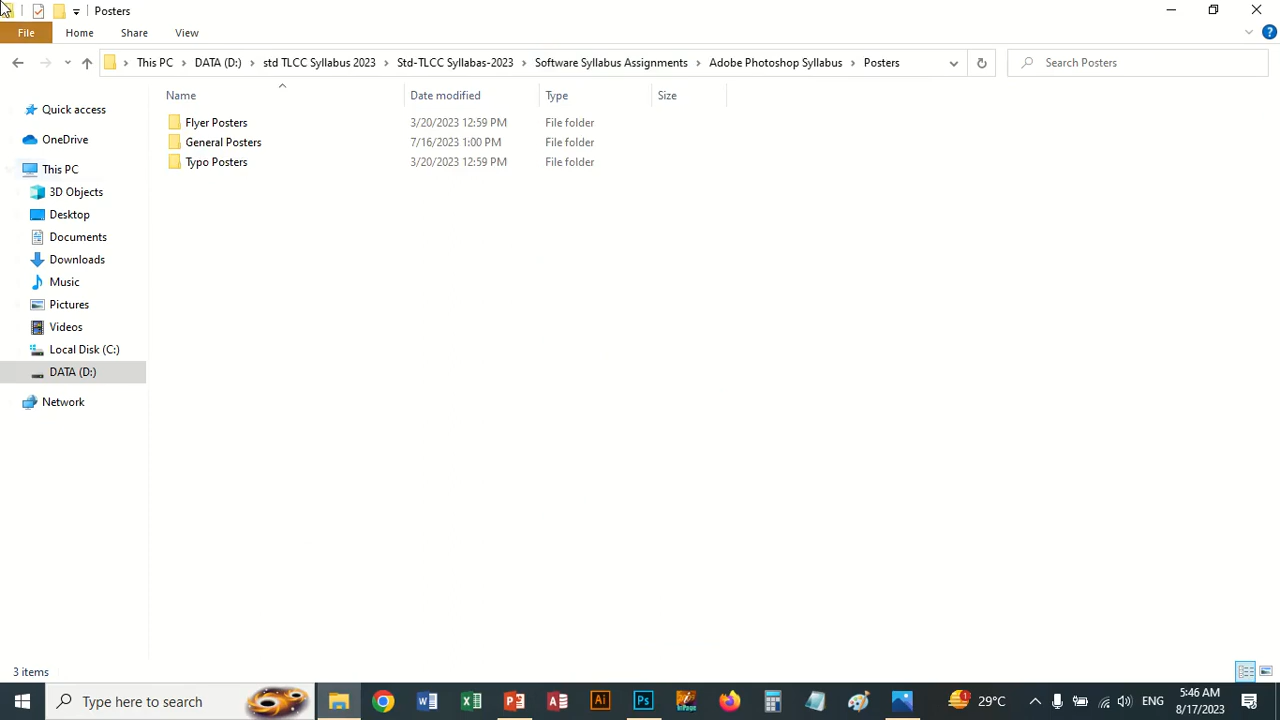 Posters
File Home Share View
This PC DATA (D:) std TLCC Syllabus 2023 Std-TLCC Syllabas-2023 Software Syllabus Assignments Adobe Photoshop Syllabus Posters Search Posters
Name Date modified Type Size
Quick access
OneDrive
This PC
3D Objects
Desktop
Documents
Downloads
Music
Pictures
Videos
Local Disk (C:)
DATA (D:)
Network
Flyer Posters 3/20/2023 12:59 PM File folder
General Posters 7/16/2023 1:00 PM File folder
Typo Posters 3/20/2023 12:59 PM File folder
3 items
Type here to search
29°C
ENG
5:46 AM
8/17/2023